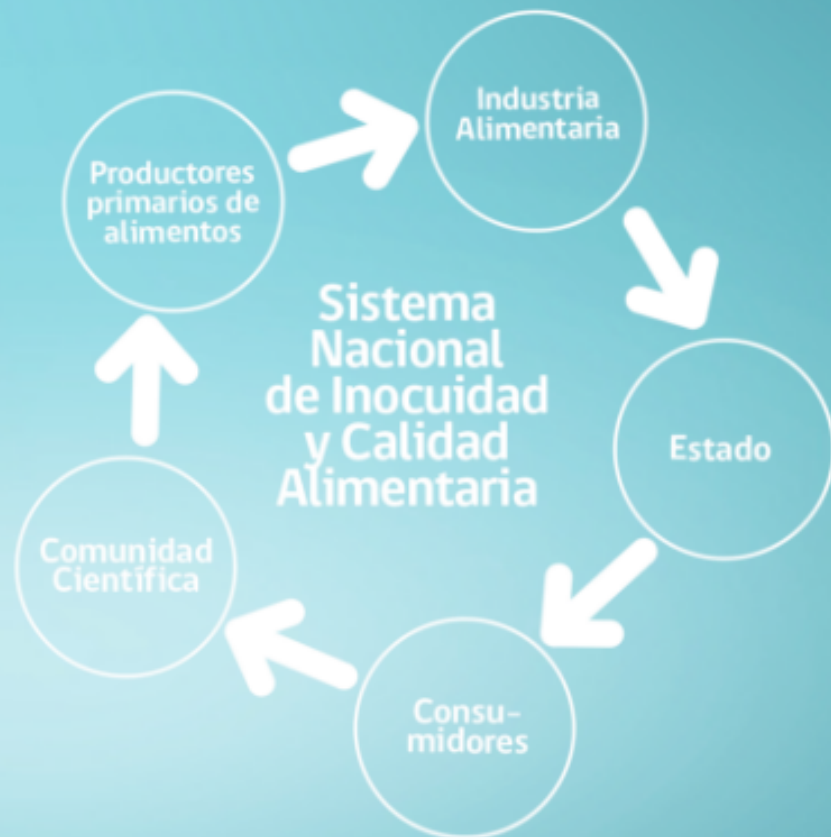 Industria
Alimentaria
Productores
primarios de
alimentos
Sistema
Nacional
de Inocuidad
y Calidad
Alimentaria
Estado
Comunidad
Científica
Consu-
midores